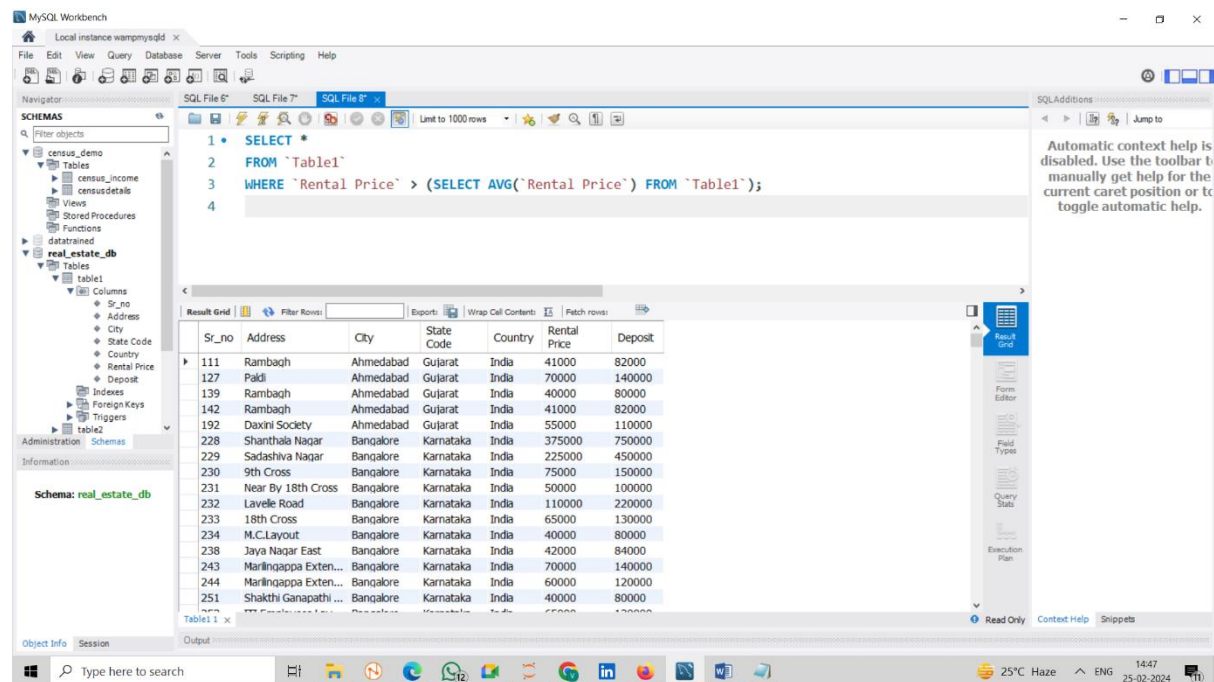 MySQL Workbench
Local instance wampmysqld ×
File Edit View Query Database Server Tools Scripting Help
Navigator
SCHEMAS
Filter objects
census_demo
Tables
census_income
censusdetails
Views
Stored Procedures
Functions
datatrained
real_estate_db
Tables
table1
Columns
Sr_no
Address
City
State Code
Country
Rental Price
Deposit
Indexes
Foreign Keys
Triggers
table2
Administration Schemas
Information
Schema: real_estate_db
Object Info Session
SQL File 6* SQL File 7* SQL File 8* ×
Limit to 1000 rows
1 SELECT *
2 FROM `Table1`
3 WHERE `Rental Price` > (SELECT AVG(`Rental Price`) FROM `Table1`);
4
Result Grid Filter Rows: Export: Wrap Cell Content: Fetch rows:
Sr_no Address City State Code Country Rental Price Deposit
111 Rambagh Ahmedabad Gujarat India 41000 82000
127 Paldi Ahmedabad Gujarat India 70000 140000
139 Rambagh Ahmedabad Gujarat India 40000 80000
142 Rambagh Ahmedabad Gujarat India 41000 82000
192 Daxini Society Ahmedabad Gujarat India 55000 110000
228 Shanthala Nagar Bangalore Karnataka India 375000 750000
229 Sadashiva Nagar Bangalore Karnataka India 225000 450000
230 9th Cross Bangalore Karnataka India 75000 150000
231 Near By 18th Cross Bangalore Karnataka India 50000 100000
232 Lavelle Road Bangalore Karnataka India 110000 220000
233 18th Cross Bangalore Karnataka India 65000 130000
234 M.C.Layout Bangalore Karnataka India 40000 80000
238 Jaya Nagar East Bangalore Karnataka India 42000 84000
243 Marilingappa Exten... Bangalore Karnataka India 70000 140000
244 Marilingappa Exten... Bangalore Karnataka India 60000 120000
251 Shakthi Ganapathi ... Bangalore Karnataka India 40000 80000
Table1 1 ×
Read Only
Output
Result Grid
Form Editor
Field Types
Query Stats
Execution Plan
SQLAdditions
Jump to
Automatic context help is
disabled. Use the toolbar to
manually get help for the
current caret position or to
toggle automatic help.
Context Help Snippets
Type here to search
12
25°C Haze
ENG
14:47
25-02-2024